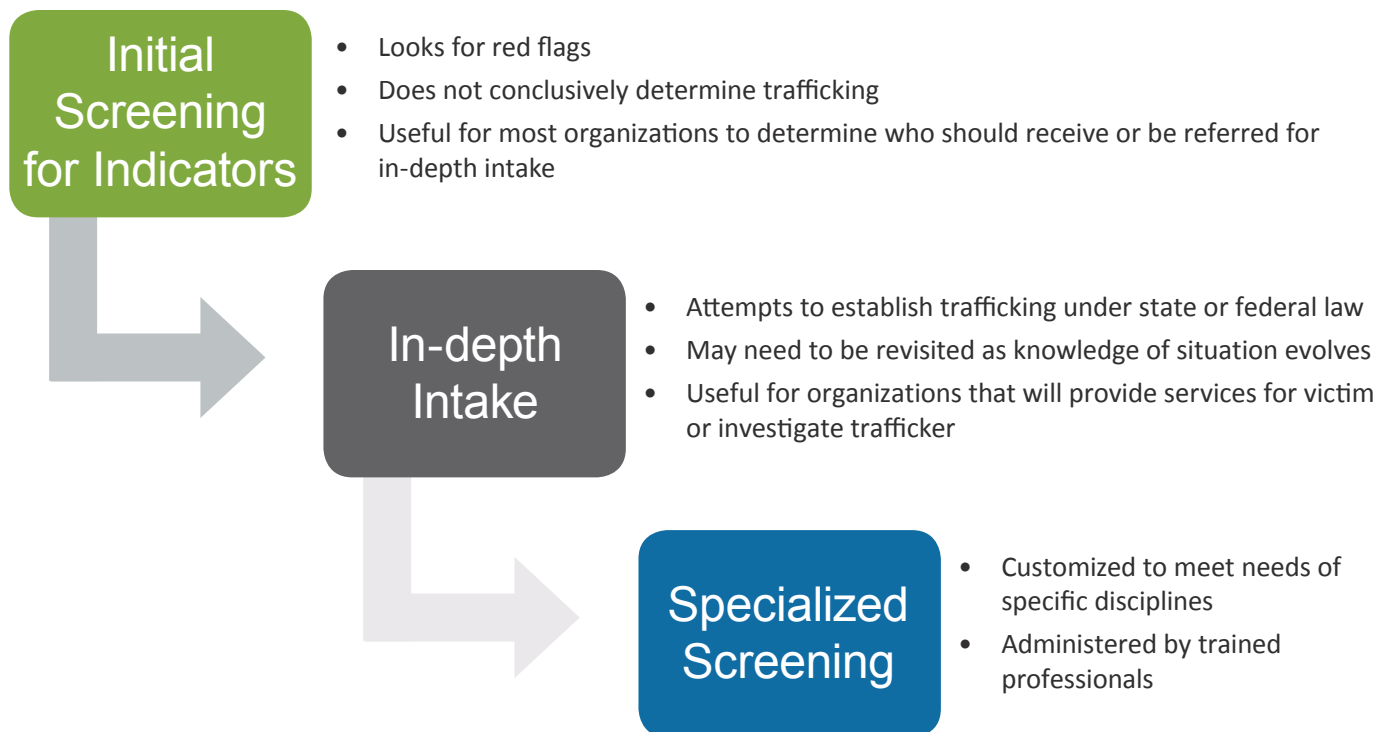 Initial
Screening
for Indicators
• Looks for red flags
• Does not conclusively determine trafficking
• Useful for most organizations to determine who should receive or be referred for
in-depth intake
In-depth
Intake
• Attempts to establish trafficking under state or federal law
• May need to be revisited as knowledge of situation evolves
• Useful for organizations that will provide services for victim
or investigate trafficker
Specialized
Screening
• Customized to meet needs of
specific disciplines
• Administered by trained
professionals